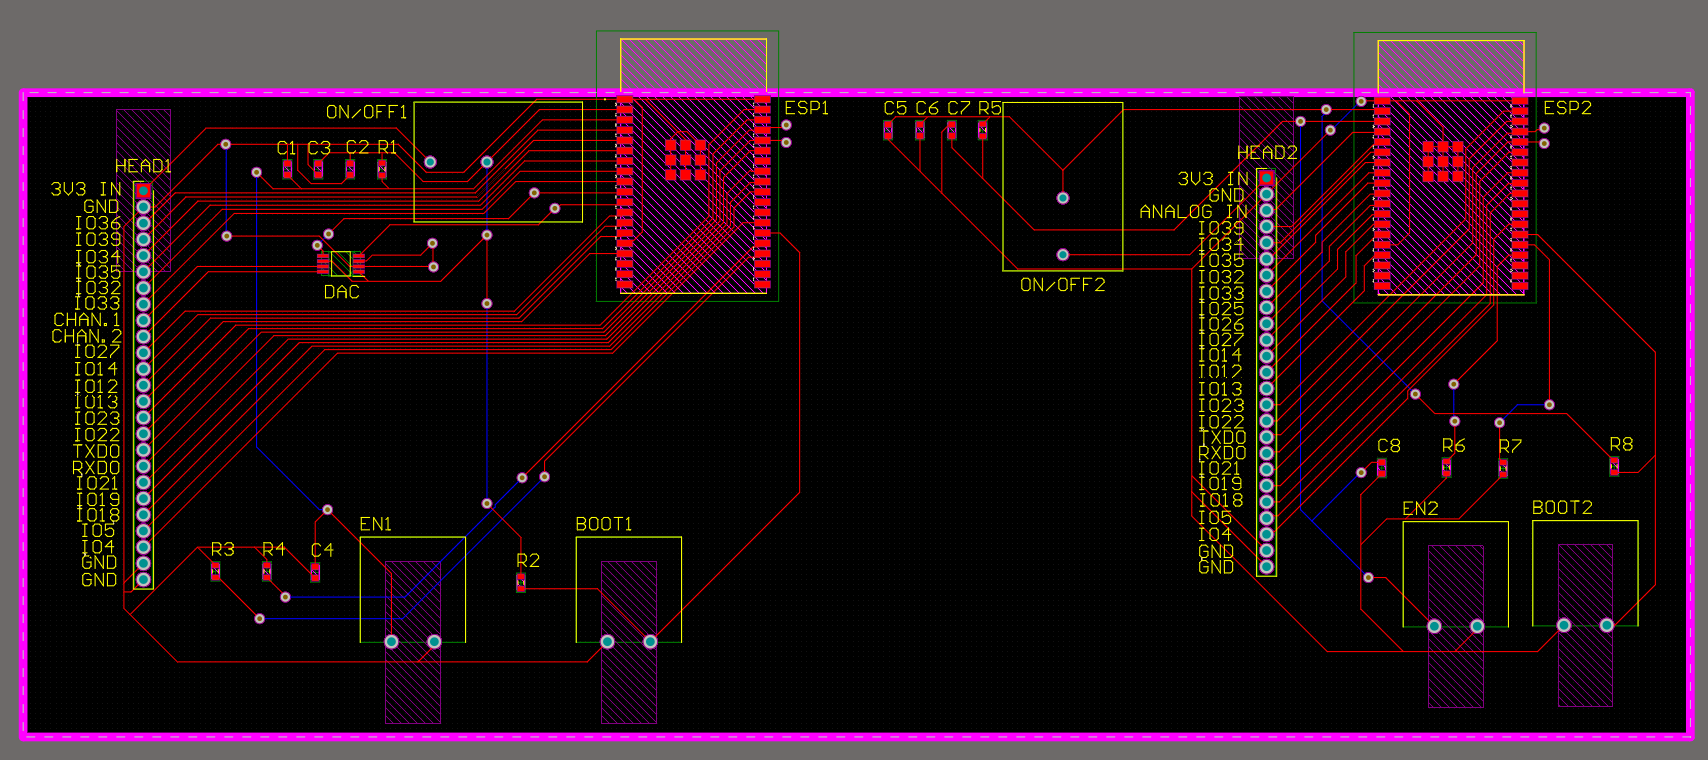 ON/OFF1
ESP1
C1 C3 C2 R1
HEAD1
3V3 IN
GND
IO36
IO39
IO34
IO35
IO32
IO33
CHAN.1
CHAN.2
IO27
IO14
IO12
IO13
IO23
IO22
TXD0
RXD0
IO21
IO19
IO18
IO5
IO4
GND
GND
DAC
R3 R4 C4
EN1
BOOT1
R2
C5 C6 C7 R5
ON/OFF2
ESP2
HEAD2
3V3 IN
GND
ANALOG IN
IO39
IO34
IO35
IO32
IO33
IO25
IO26
IO27
IO14
IO12
IO13
IO23
IO22
TXD0
RXD0
IO21
IO19
IO18
IO5
IO4
GND
GND
C8 R6 R7 R8
EN2
BOOT2